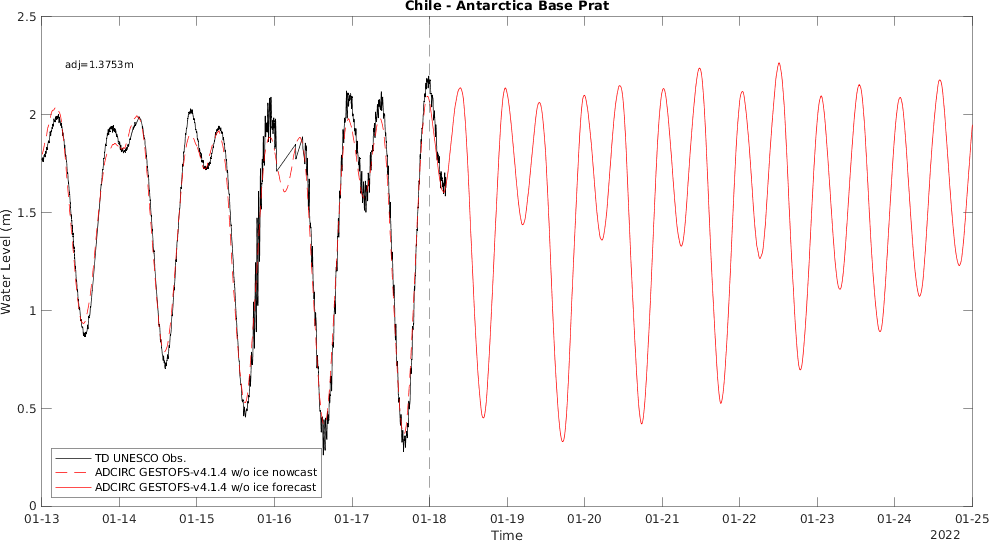 Chile - Antarctica Base Prat
adj=1.3753m
2.5
2
1.5
1
0.5
0
Water Level (m)
TD UNESCO Obs.
ADCIRC GESTOFS-v4.1.4 w/o ice nowcast
ADCIRC GESTOFS-v4.1.4 w/o ice forecast
01-13 01-14 01-15 01-16 01-17 01-18 01-19 01-20 01-21 01-22 01-23 01-24 01-25
Time
2022